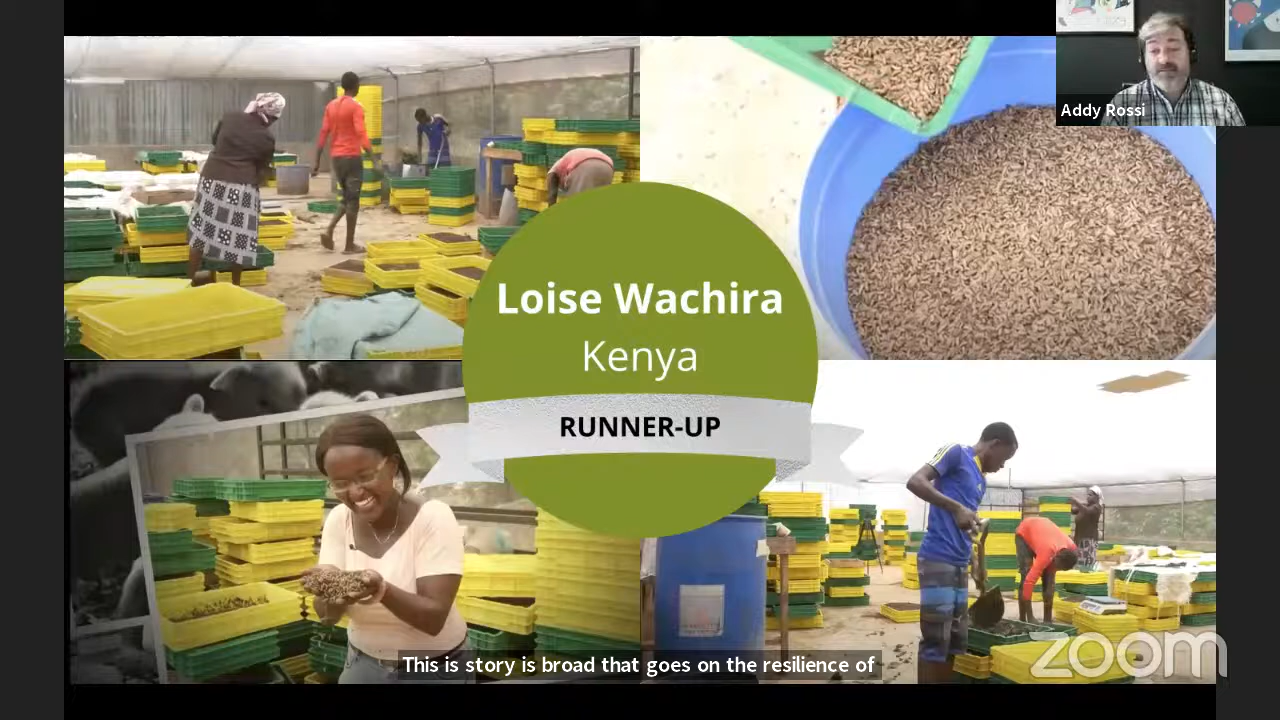 Addy Rossi
Loise Wachira
Kenya
RUNNER-UP
This is story is broad that goes on the resilience of
zoom